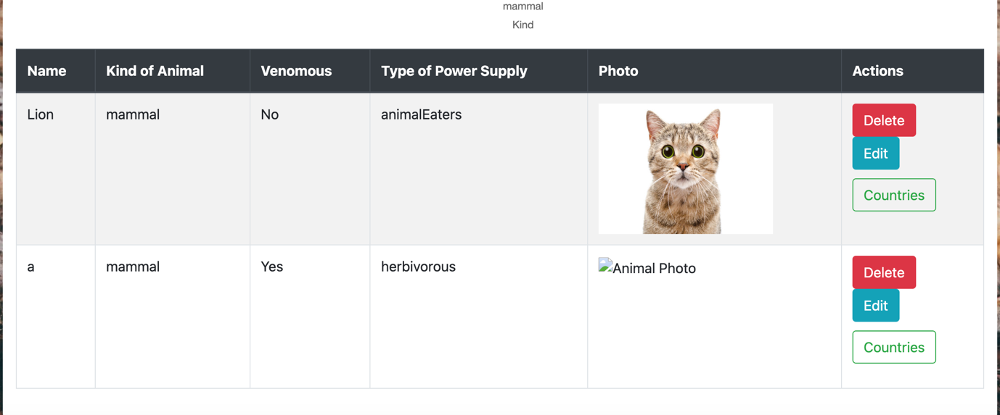 mammal
Kind
Name Kind of Animal Venomous Type of Power Supply Photo Actions
Lion mammal No animalEaters Delete
Edit
Countries
a mammal Yes herbivorous Animal Photo Delete
Edit
Countries